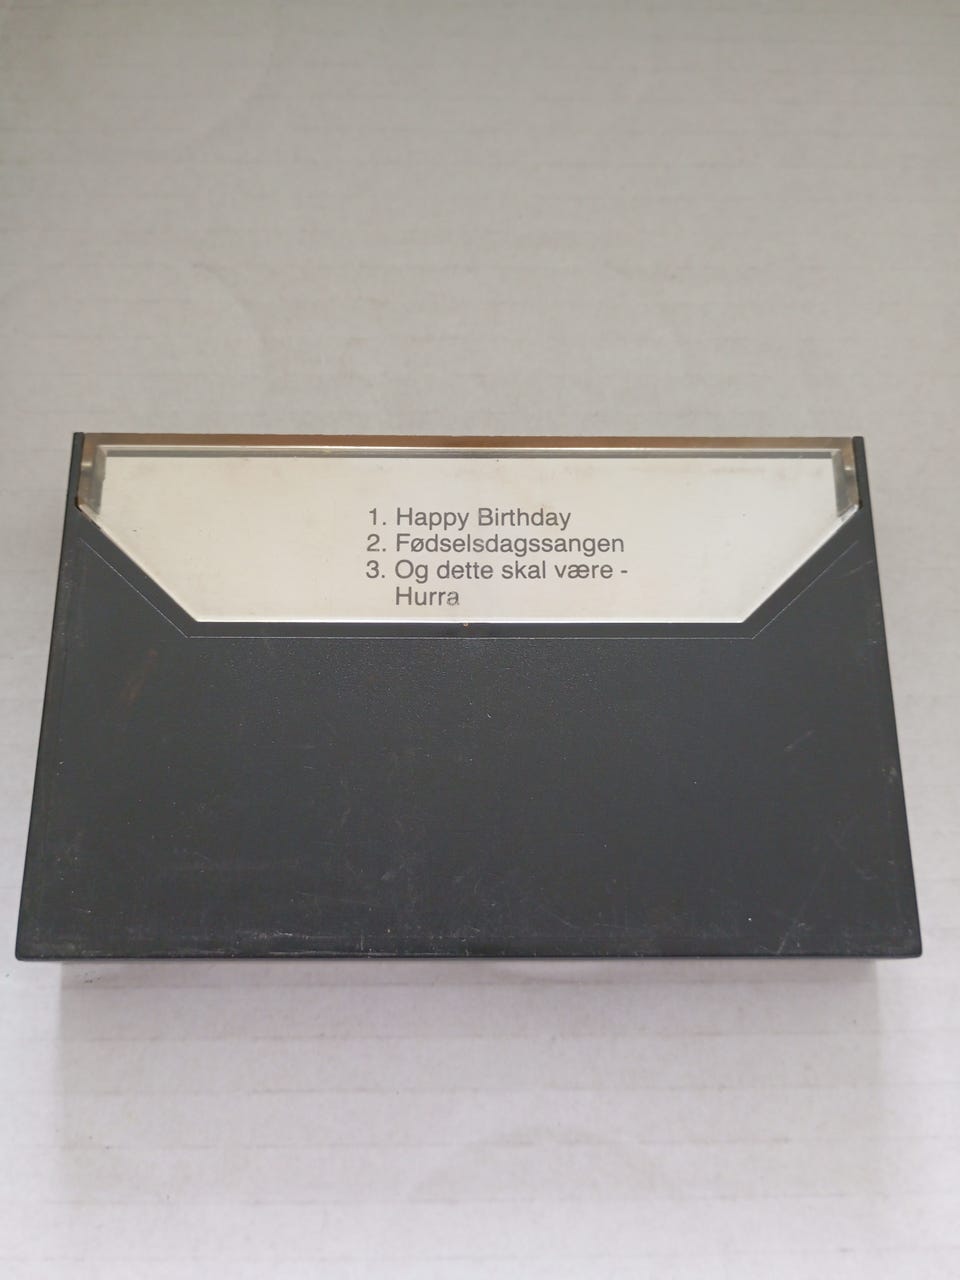 1. Happy Birthday
2. Fødselsdagssangen
3. Og dette skal være -
Hurra